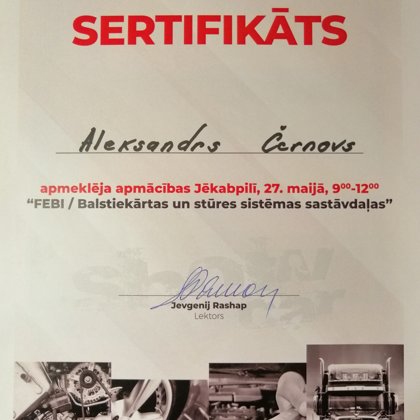 SERTIFIKĀTS
Aleksandrs Černovs
apmeklēja apmācības Jēkabpilī, 27. maijā, 9⁰⁰-12⁰⁰
“FEBI / Balstiekārtas un stūres sistēmas sastāvdaļas”
Jevgenij Rashap
Lektors